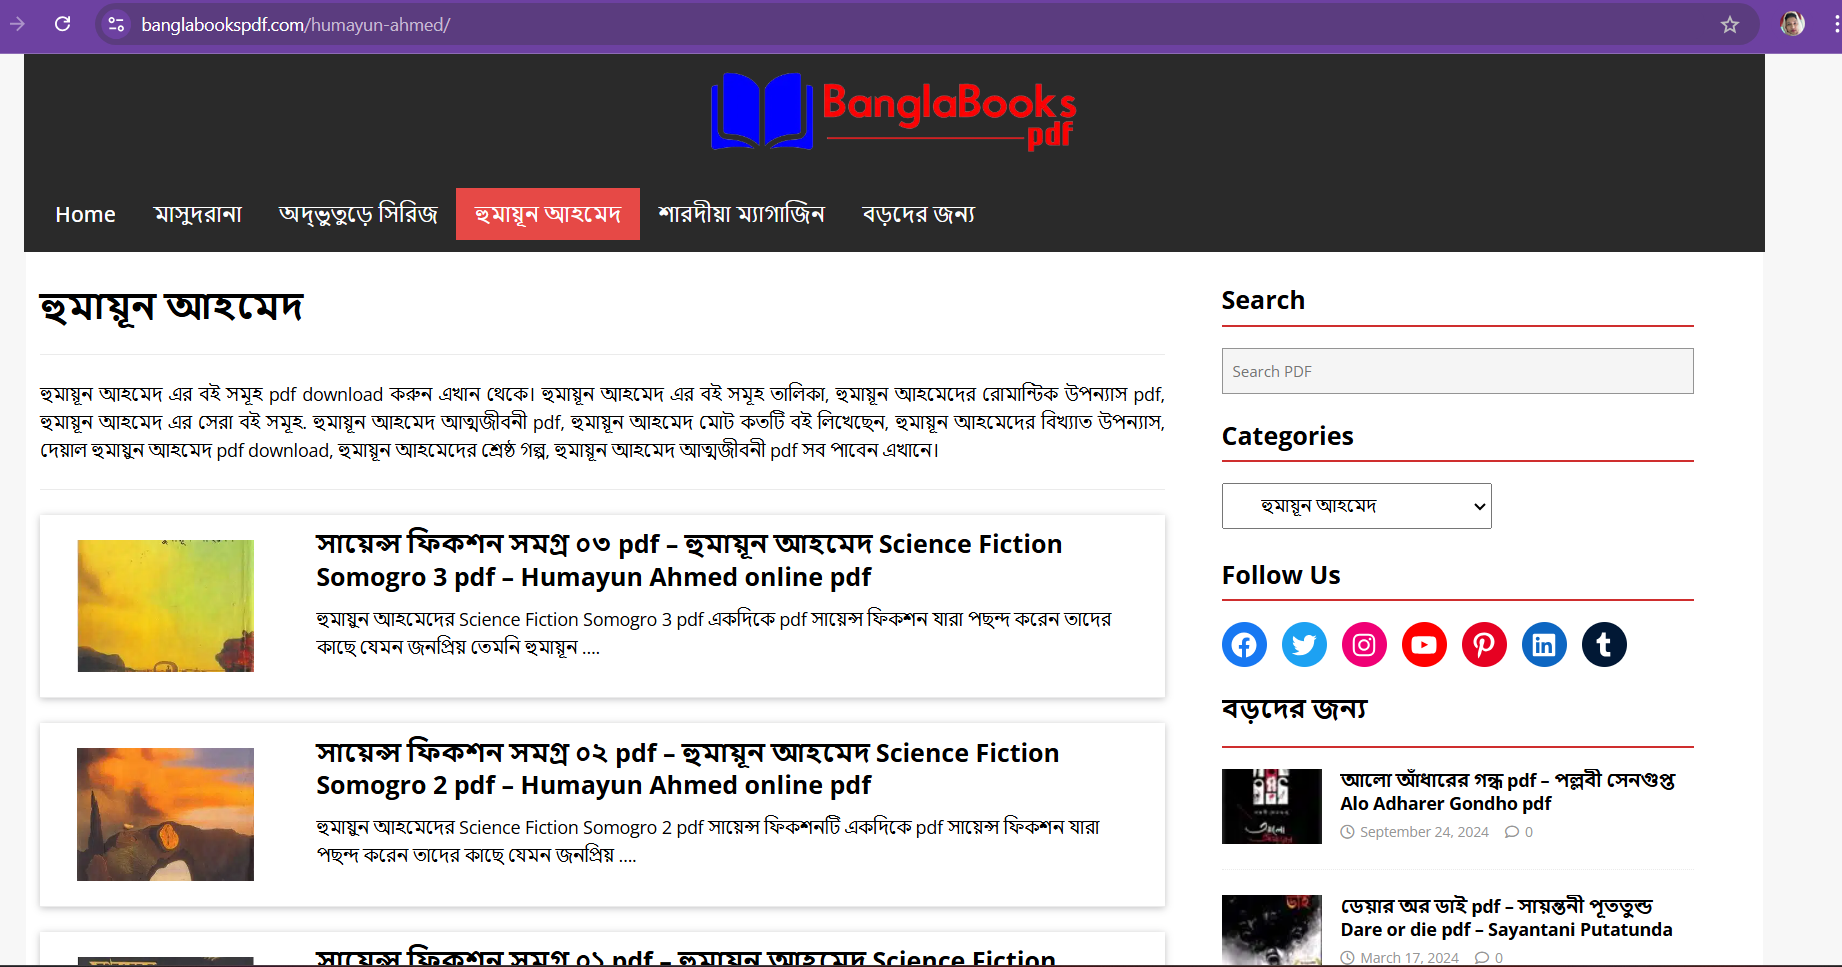 banglabookspdf.com/humayun-ahmed/
BanglaBooks
pdf
Home মাসুদরানা অদ্ভুতুড়ে সিরিজ হুমায়ূন আহমেদ শারদীয়া ম্যাগাজিন বড়দের জন্য
হুমায়ূন আহমেদ
হুমায়ূন আহমেদ এর বই সমূহ pdf download করুন এখান থেকে। হুমায়ূন আহমেদ এর বই সমূহ তালিকা, হুমায়ূন আহমেদের রোমান্টিক উপন্যাস pdf,
হুমায়ূন আহমেদ এর সেরা বই সমূহ. হুমায়ূন আহমেদ আত্মজীবনী pdf, হুমায়ূন আহমেদ মোট কতটি বই লিখেছেন, হুমায়ূন আহমেদের বিখ্যাত উপন্যাস,
দেয়াল হুমায়ুন আহমেদ pdf download, হুমায়ূন আহমেদের শ্রেষ্ঠ গল্প, হুমায়ূন আহমেদ আত্মজীবনী pdf সব পাবেন এখানে।
সায়েন্স ফিকশন সমগ্র ০৩ pdf – হুমায়ূন আহমেদ Science Fiction
Somogro 3 pdf – Humayun Ahmed online pdf
হুমায়ুন আহমেদের Science Fiction Somogro 3 pdf একদিকে pdf সায়েন্স ফিকশন যারা পছন্দ করেন তাদের
কাছে যেমন জনপ্রিয় তেমনি হুমায়ূন ....
সায়েন্স ফিকশন সমগ্র ০২ pdf – হুমায়ূন আহমেদ Science Fiction
Somogro 2 pdf – Humayun Ahmed online pdf
হুমায়ুন আহমেদের Science Fiction Somogro 2 pdf সায়েন্স ফিকশনটি একদিকে pdf সায়েন্স ফিকশন যারা
পছন্দ করেন তাদের কাছে যেমন জনপ্রিয় ....
সায়েন্স ফিকশন সমগ্র ০১ pdf – হুমায়ূন আহমেদ Science Fiction
Search
Search PDF
Categories
হুমায়ূন আহমেদ
Follow Us
বড়দের জন্য
আলো আঁধারের গন্ধ pdf – পল্লবী সেনগুপ্ত
Alo Adharer Gondho pdf
September 24, 2024 0
ডেয়ার অর ডাই pdf – সায়ন্তনী পূততুন্ড
Dare or die pdf – Sayantani Putatunda
March 17, 2024 0